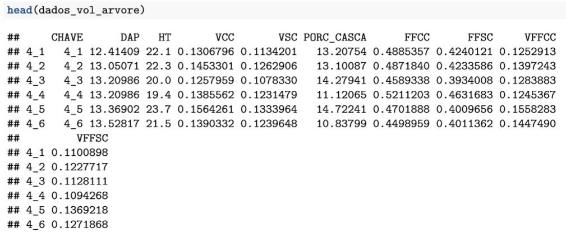 head(dados_vol_arvore)
##     CHAVE      DAP   HT       VCC       VSC PORC_CASCA      FFCC      FFSC     VFFCC
## 4_1   4_1 12.41409 22.1 0.1306796 0.1134201   13.20754 0.4885357 0.4240121 0.1252913
## 4_2   4_2 13.05071 22.3 0.1453301 0.1262906   13.10087 0.4871840 0.4233586 0.1397243
## 4_3   4_3 13.20986 20.0 0.1257959 0.1078330   14.27941 0.4589338 0.3934008 0.1283883
## 4_4   4_4 13.20986 19.4 0.1385562 0.1231479   11.12065 0.5211203 0.4631683 0.1245367
## 4_5   4_5 13.36902 23.7 0.1564261 0.1333964   14.72241 0.4701888 0.4009656 0.1558283
## 4_6   4_6 13.52817 21.5 0.1390332 0.1239648   10.83799 0.4498959 0.4011362 0.1447490
##         VFFSC
## 4_1 0.1100898
## 4_2 0.1227717
## 4_3 0.1128111
## 4_4 0.1094268
## 4_5 0.1369218
## 4_6 0.1271868